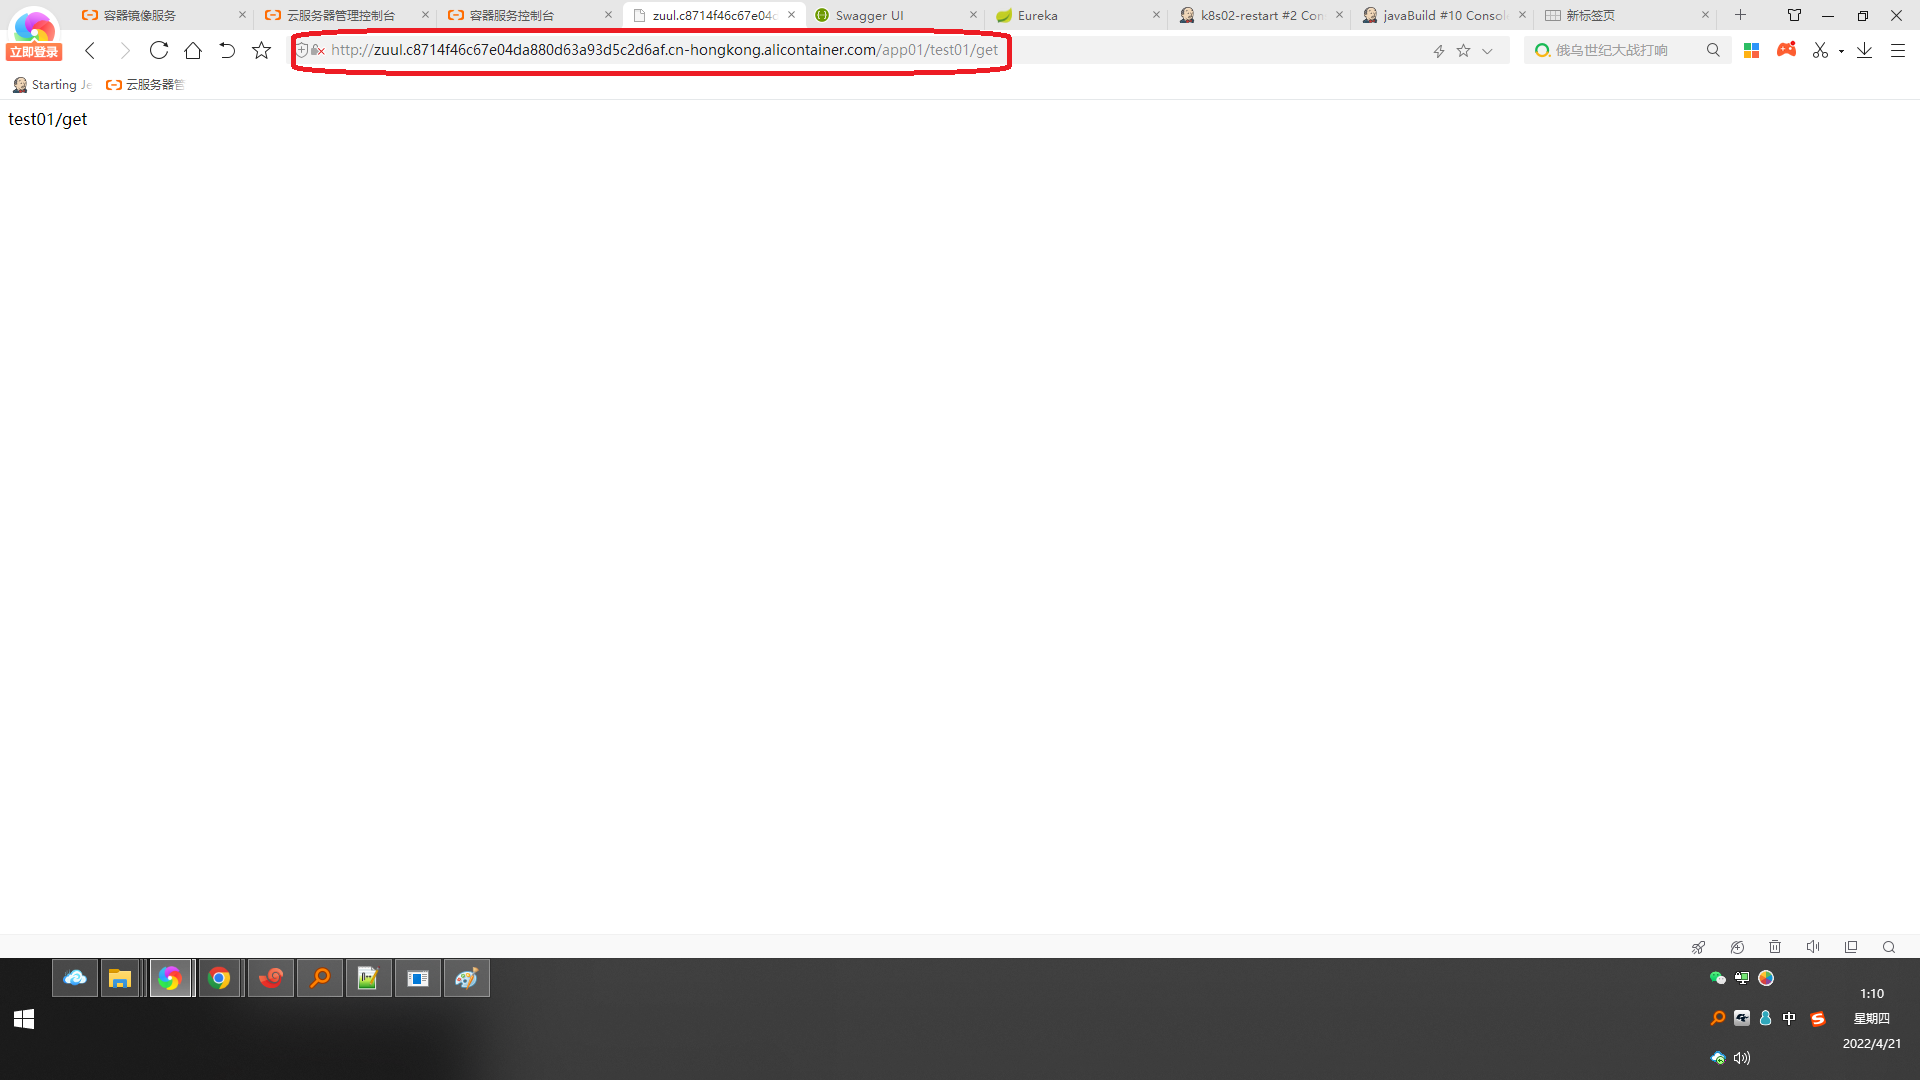 容器镜像服务
云服务器管理控制台
容器服务控制台
zuul.c8714f46c67e04c
Swagger UI
Eureka
k8s02-restart #2 Con
javaBuild #10 Consol
新标签页
立即登录
http://zuul.c8714f46c67e04da880d63a93d5c2d6af.cn-hongkong.alicontainer.com/app01/test01/get
俄乌世纪大战打响
Starting Je
云服务器管
test01/get
1:10
中
星期四
2022/4/21